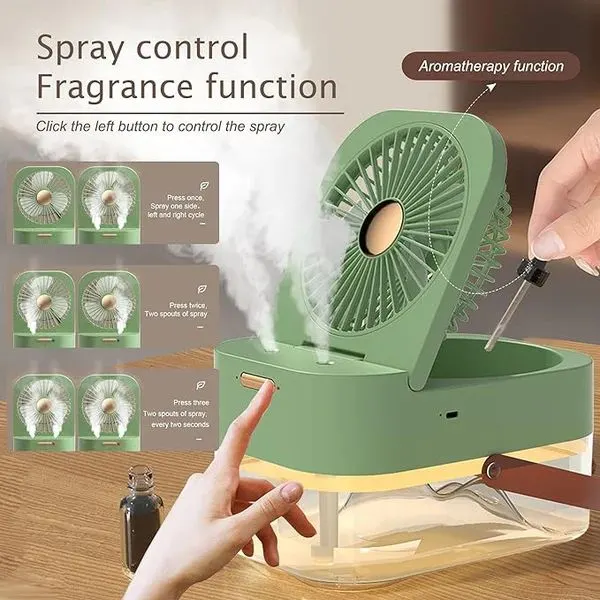 Spray control
Fragrance function
Click the left button to control the spray
Aromatherapy function
Press once,
Spray one side,
left and right cycle
Press twice,
Two spouts of spray
Press three
Two spouts of spray,
every two seconds